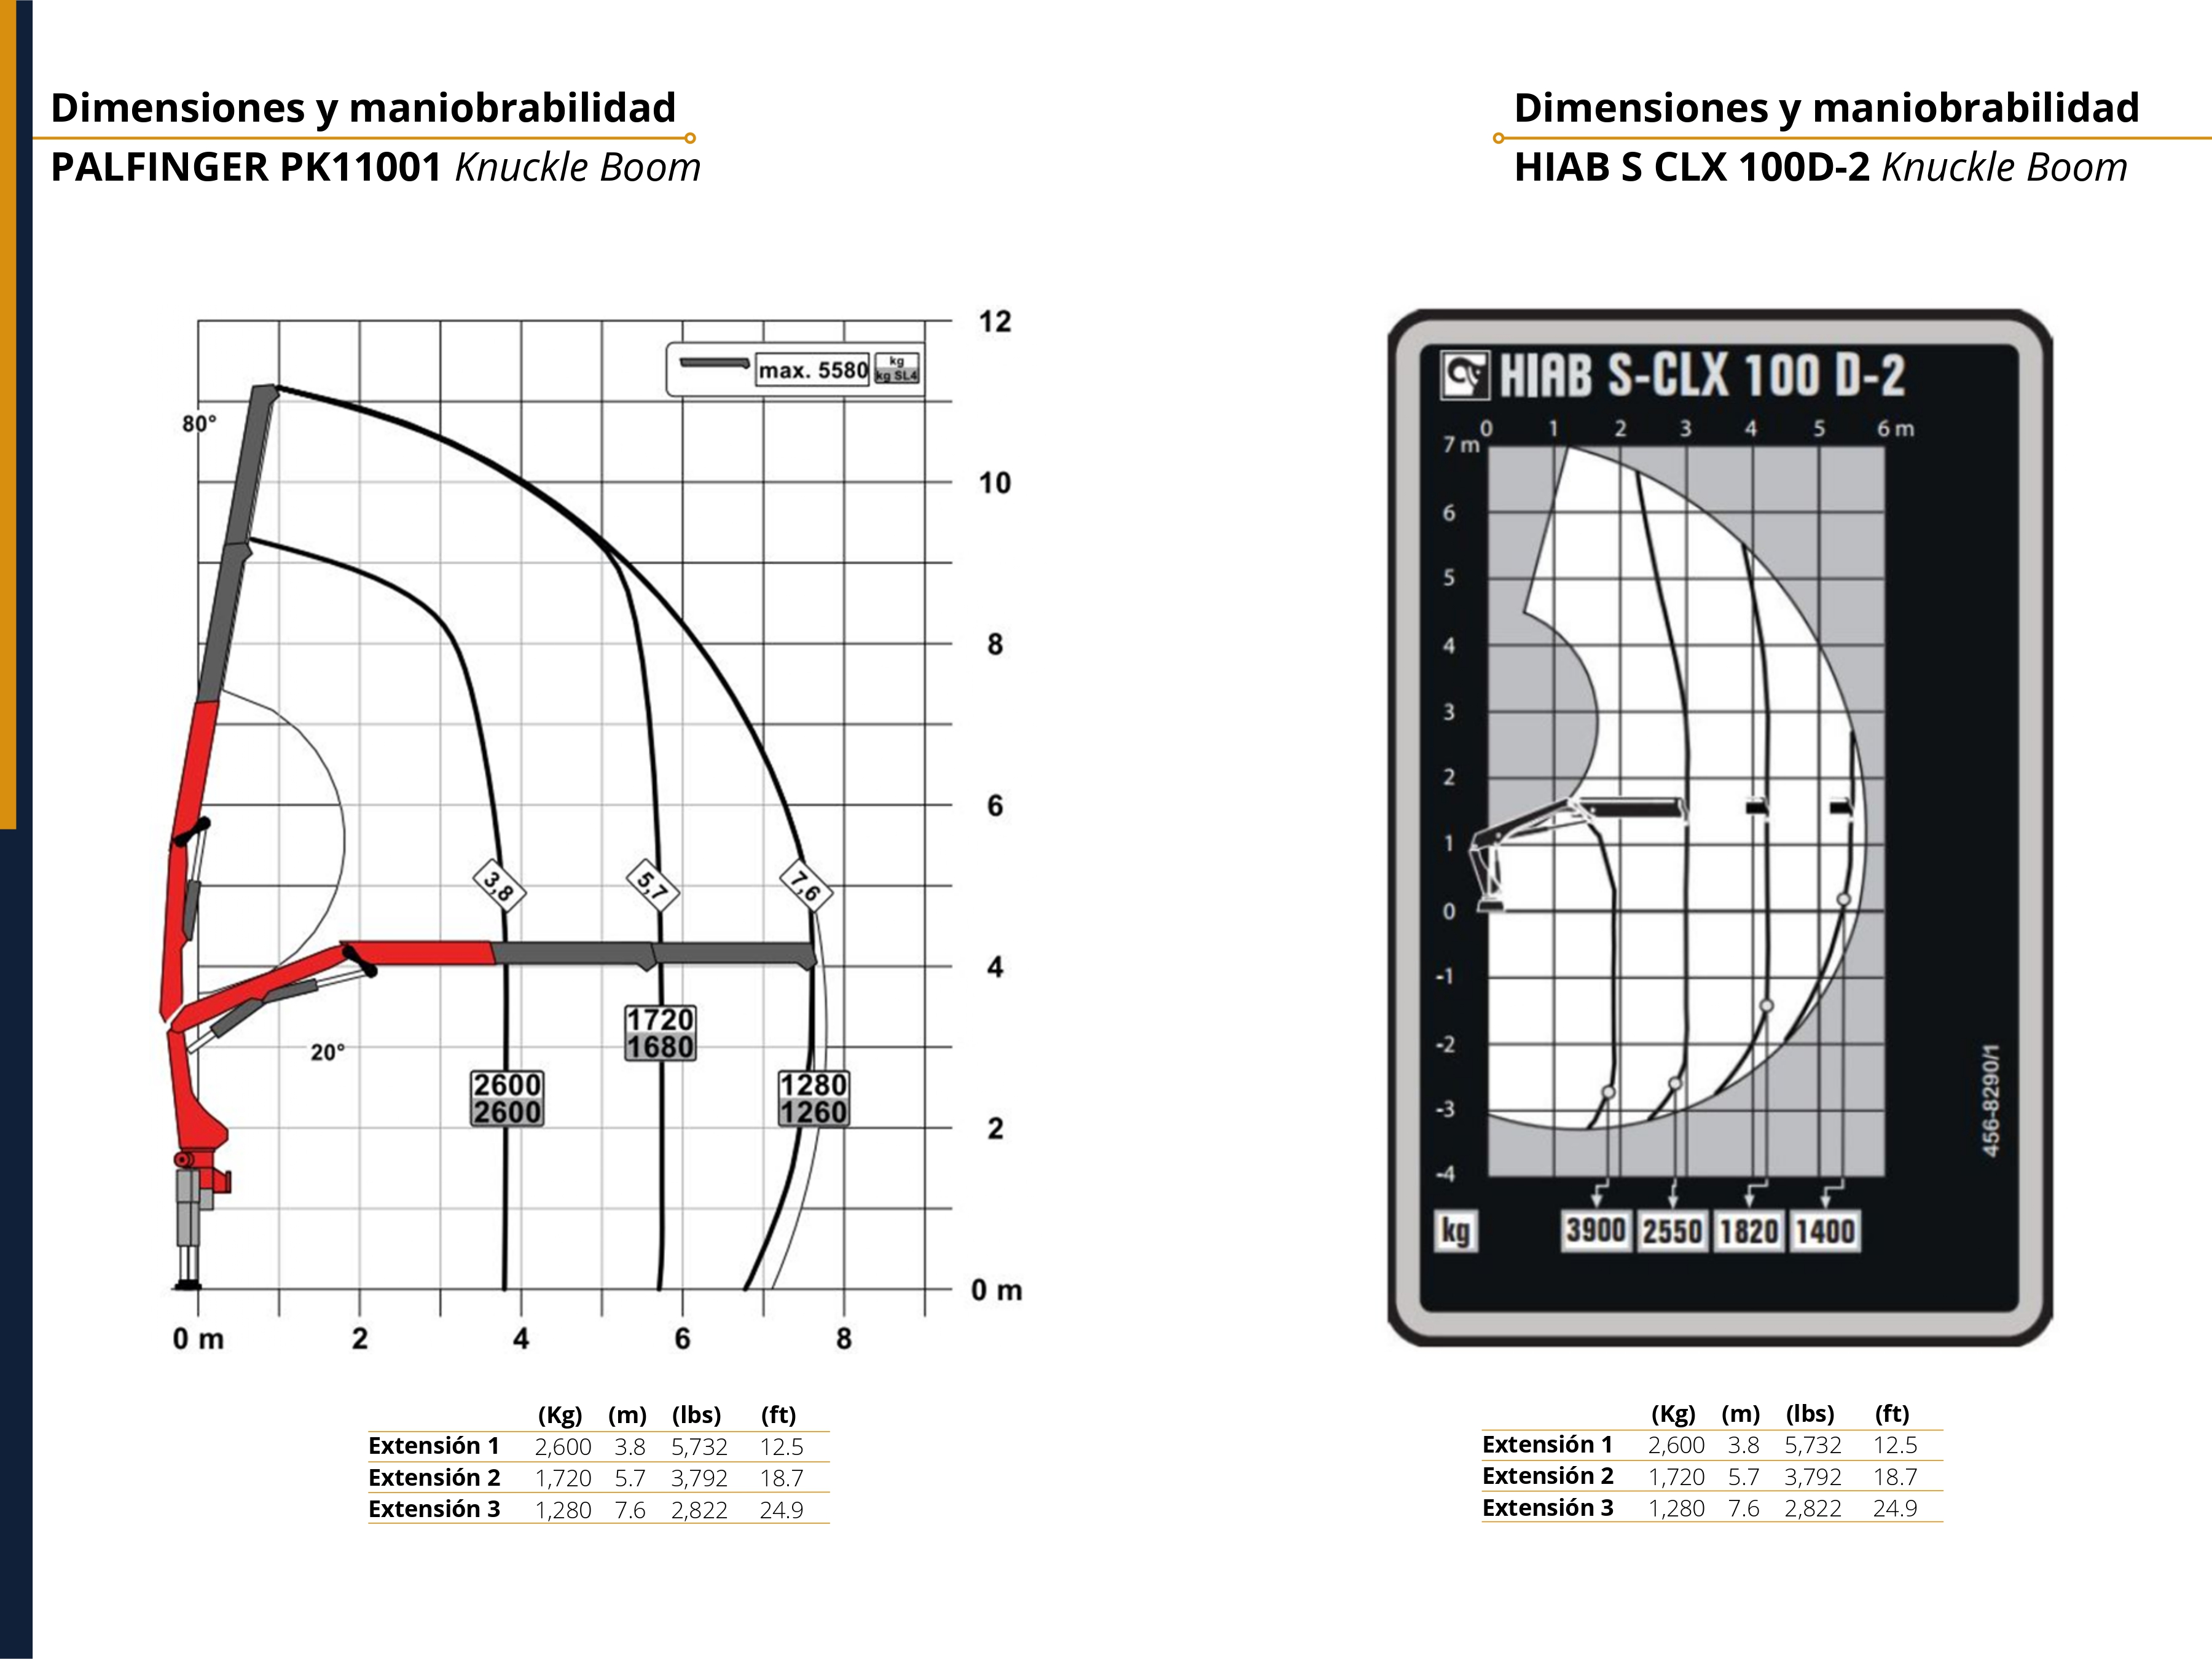 Dimensiones y maniobrabilidad
PALFINGER PK11001 Knuckle Boom
12
max. 5580
kg
kg SL4
80°
10
8
6
3,8
5,7
7,6
4
1720
1680
20°
2600
2600
1280
1260
2
0 m
0 m
2
4
6
8
(Kg) (m) (lbs) (ft)
Extensión 1 2,600 3.8 5,732 12.5
Extensión 2 1,720 5.7 3,792 18.7
Extensión 3 1,280 7.6 2,822 24.9
Dimensiones y maniobrabilidad
HIAB S CLX 100D-2 Knuckle Boom
HIAB S-CLX 100 D-2
0 1 2 3 4 5 6 m
7 m
6
5
4
3
2
1
0
-1
-2
-3
-4
456-8290/1
kg 3900 2550 1820 1400
(Kg) (m) (lbs) (ft)
Extensión 1 2,600 3.8 5,732 12.5
Extensión 2 1,720 5.7 3,792 18.7
Extensión 3 1,280 7.6 2,822 24.9